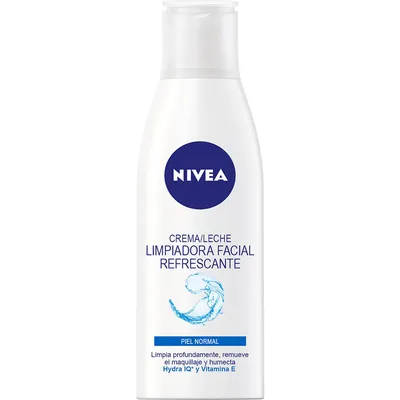 NIVEA
CREMA/LECHE
LIMPIADORA FACIAL
REFRESCANTE
PIEL NORMAL
Limpia profundamente, remueve
el maquillaje y humecta
Hydra IQ* y Vitamina E